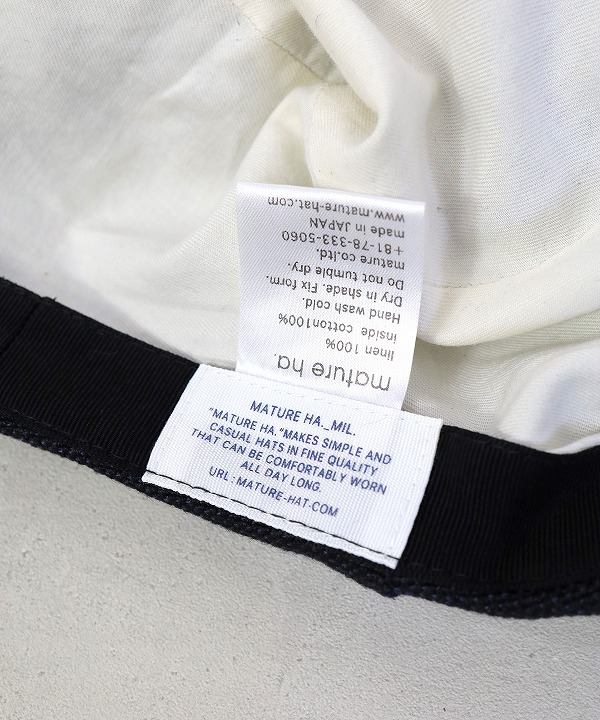 mature ha.
linen 100%
inside cotton100%
Hand wash cold.
Dry in shade. Fix form.
Do not tumble dry.
mature co.ltd.
+81-78-333-5060
made in JAPAN
www.mature-hat.com
MATURE HA._MIL.
"MATURE HA."MAKES SIMPLE AND
CASUAL HATS IN FINE QUALITY
THAT CAN BE COMFORTABLY WORN
ALL DAY LONG.
URL:MATURE-HAT-COM